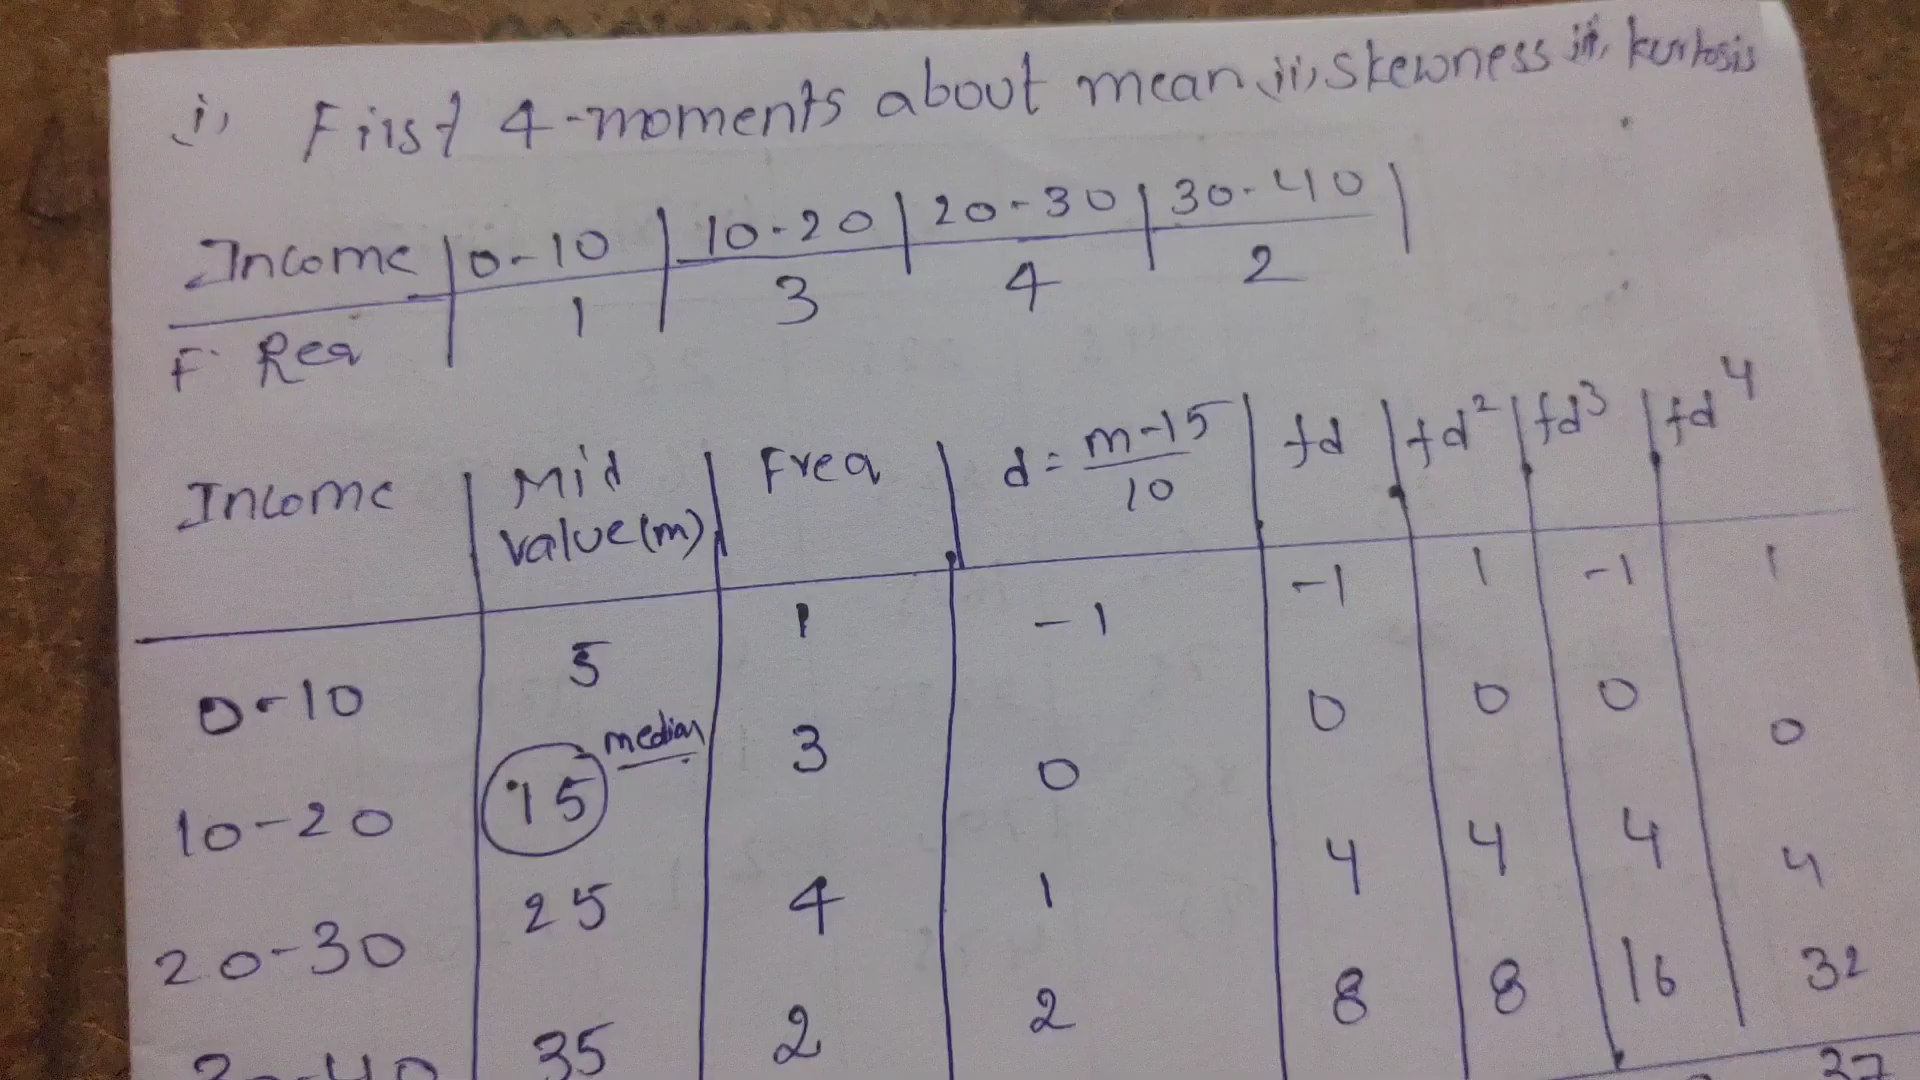 i, First 4-moments about mean ii, skewness iii, kurtosis
Income | 0-10 | 10-20 | 20-30 | 30-40 |
F Req | 1 | 3 | 4 | 2
Income | Mid value(m) | Freq | d = m-15/10 | fd | fd² | fd³ | fd⁴
0-10 | 5 | 1 | -1 | -1 | 1 | -1 | 1
10-20 | 15 median | 3 | 0 | 0 | 0 | 0 | 0
20-30 | 25 | 4 | 1 | 4 | 4 | 4 | 4
30-40 | 35 | 2 | 2 | 8 | 8 | 16 | 32
37